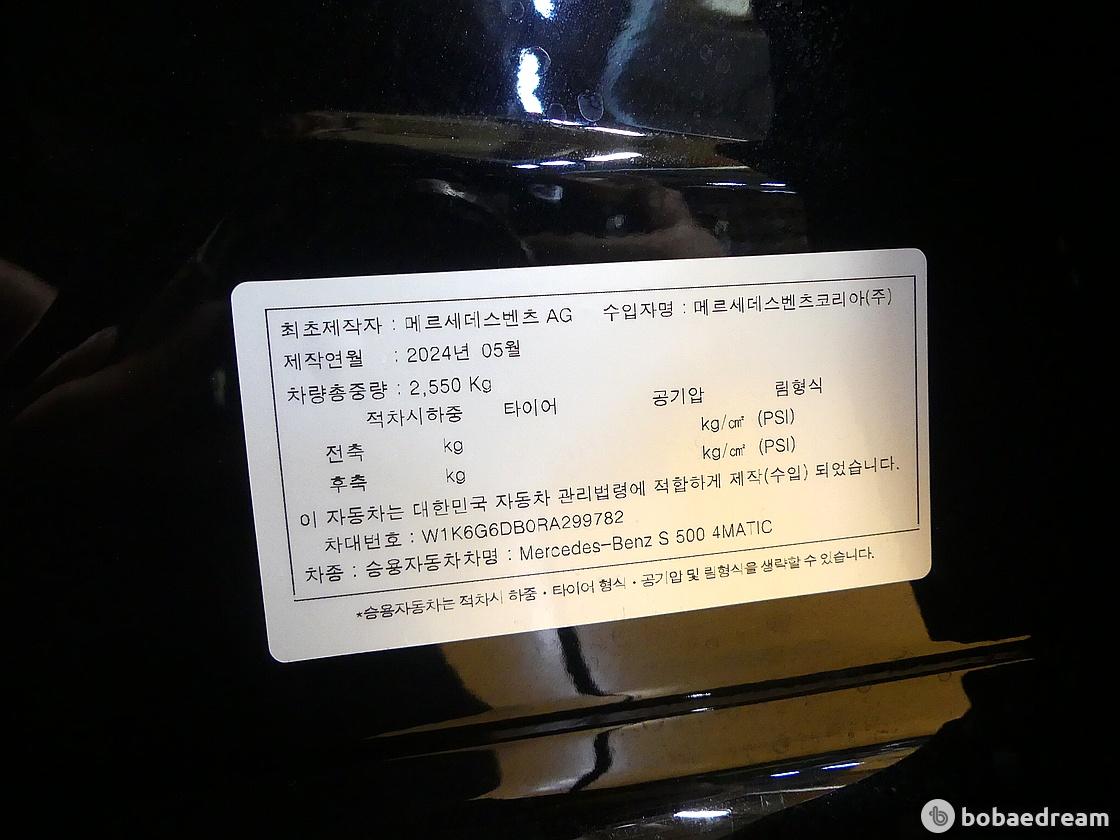 최초제작자 : 메르세데스벤츠 AG 수입자명 : 메르세데스벤츠코리아(주)
제작연월 : 2024년 05월
차량총중량 : 2,550 Kg
적차시하중 타이어 공기압 림형식
전축 kg kg/㎠ (PSI)
후축 kg kg/㎠ (PSI)
이 자동차는 대한민국 자동차 관리법령에 적합하게 제작(수입) 되었습니다.
차대번호 : W1K6G6DB0RA299782
차종 : 승용자동차차명 : Mercedes-Benz S 500 4MATIC
*승용자동차는 적차시 하중·타이어 형식·공기압 및 림형식을 생략할 수 있습니다.
bobaedream